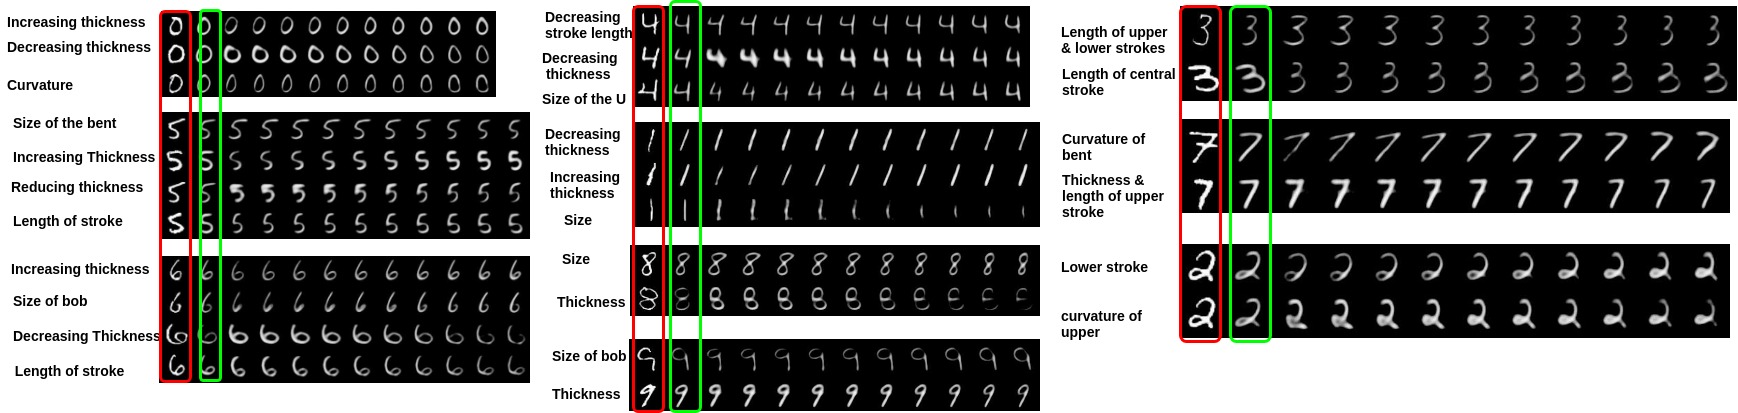 Increasing thickness
Decreasing thickness
Curvature
Size of the bent
Increasing Thickness
Reducing thickness
Length of stroke
Increasing thickness
Size of bob
Decreasing Thickness
Length of stroke
Decreasing
stroke length
Decreasing
thickness
Size of the U
Decreasing
thickness
Increasing
thickness
Size
Size
Thickness
Size of bob
Thickness
Length of upper
& lower strokes
Length of central
stroke
Curvature of
bent
Thickness &
length of upper
stroke
Lower stroke
curvature of
upper